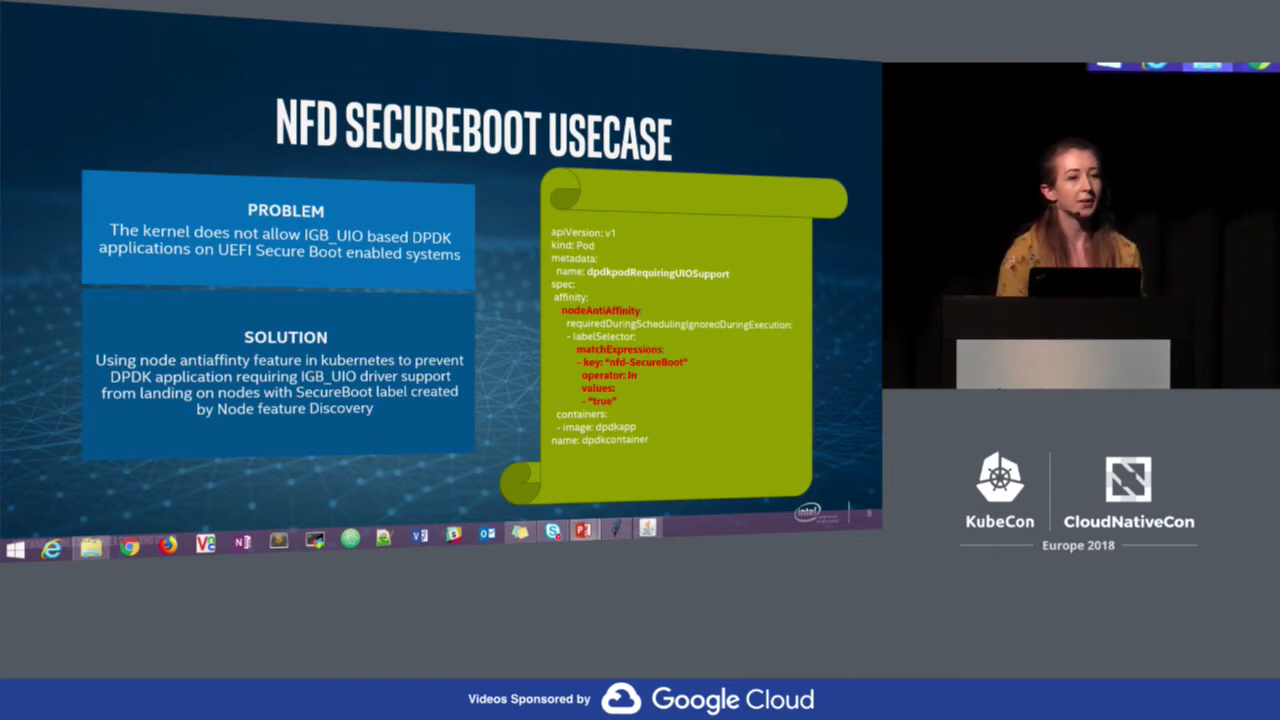 NFD SECUREBOOT USECASE
PROBLEM
The kernel does not allow IGB_UIO based DPDK
applications on UEFI Secure Boot enabled systems
SOLUTION
Using node antiaffinty feature in kubernetes to prevent
DPDK application requiring IGB_UIO driver support
from landing on nodes with SecureBoot label created
by Node feature Discovery
apiVersion: v1
kind: Pod
metadata:
name: dpdkpodRequiringUIOSupport
spec:
affinity:
nodeAntiAffinity:
requiredDuringSchedulingIgnoredDuringExecution:
- labelSelector:
matchExpressions:
- key: "nfd-SecureBoot"
operator: In
values:
- "true"
containers:
- image: dpdkapp
name: dpdkcontainer
intel
8
KubeCon
CloudNativeCon
Europe 2018
Videos Sponsored by
Google Cloud